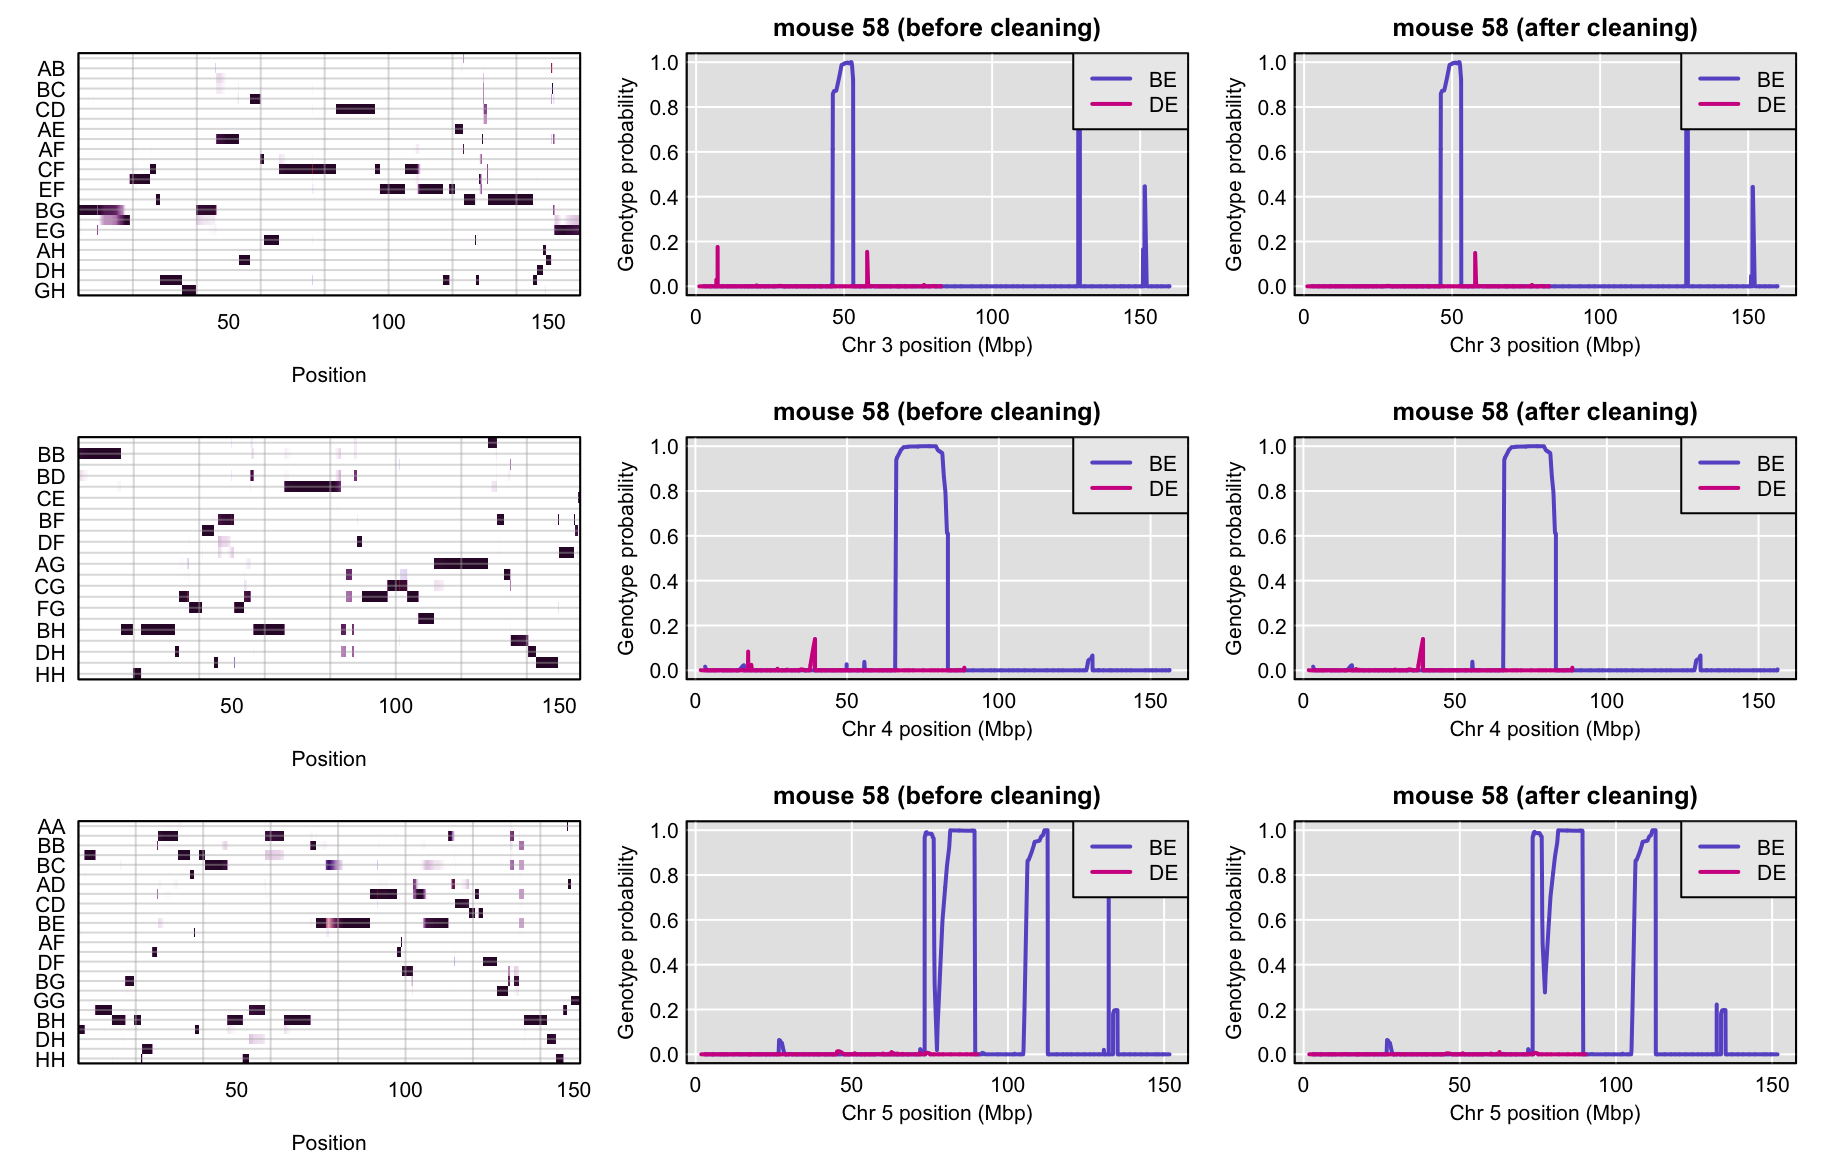 AB
BC
CD
AE
AF
CF
EF
BG
EG
AH
DH
GH
50 100 150
Position
mouse 58 (before cleaning)
Genotype probability
1.0
0.8
0.6
0.4
0.2
0.0
BE
DE
0 50 100 150
Chr 3 position (Mbp)
mouse 58 (after cleaning)
Genotype probability
1.0
0.8
0.6
0.4
0.2
0.0
BE
DE
0 50 100 150
Chr 3 position (Mbp)
BB
BD
CE
BF
DF
AG
CG
FG
BH
DH
HH
50 100 150
Position
mouse 58 (before cleaning)
Genotype probability
1.0
0.8
0.6
0.4
0.2
0.0
BE
DE
0 50 100 150
Chr 4 position (Mbp)
mouse 58 (after cleaning)
Genotype probability
1.0
0.8
0.6
0.4
0.2
0.0
BE
DE
0 50 100 150
Chr 4 position (Mbp)
AA
BB
BC
AD
CD
BE
AF
DF
BG
GG
BH
DH
HH
50 100 150
Position
mouse 58 (before cleaning)
Genotype probability
1.0
0.8
0.6
0.4
0.2
0.0
BE
DE
0 50 100 150
Chr 5 position (Mbp)
mouse 58 (after cleaning)
Genotype probability
1.0
0.8
0.6
0.4
0.2
0.0
BE
DE
0 50 100 150
Chr 5 position (Mbp)